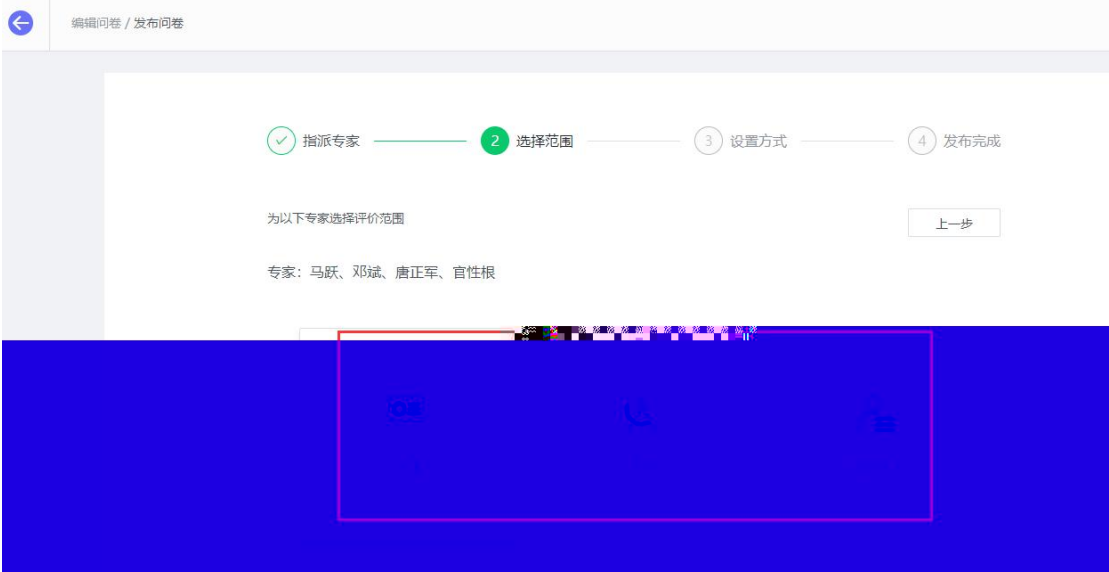 编辑问卷 / 发布问卷
指派专家 2 选择范围 3 设置方式 4 发布完成
为以下专家选择评价范围
上一步
专家：马跃、邓斌、唐正军、官性根